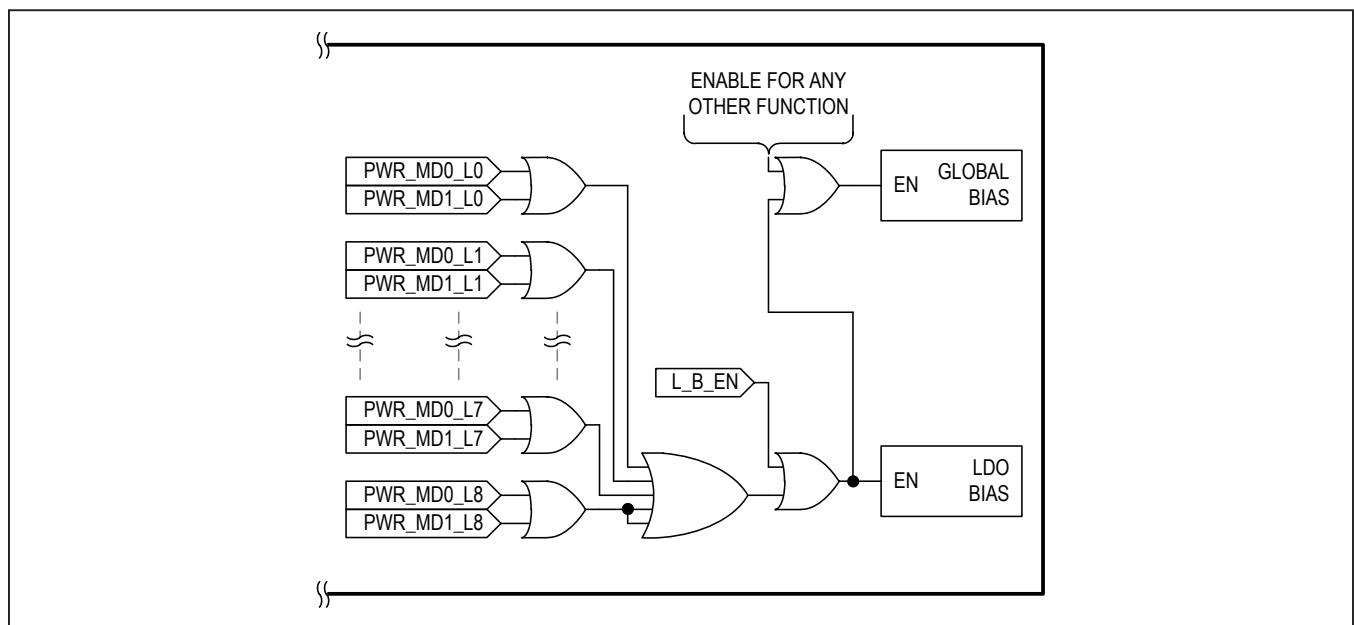 ENABLE FOR ANY
OTHER FUNCTION
PWR_MD0_L0
PWR_MD1_L0
EN
GLOBAL
BIAS
PWR_MD0_L1
PWR_MD1_L1
L_B_EN
PWR_MD0_L7
PWR_MD1_L7
PWR_MD0_L8
PWR_MD1_L8
EN
LDO
BIAS